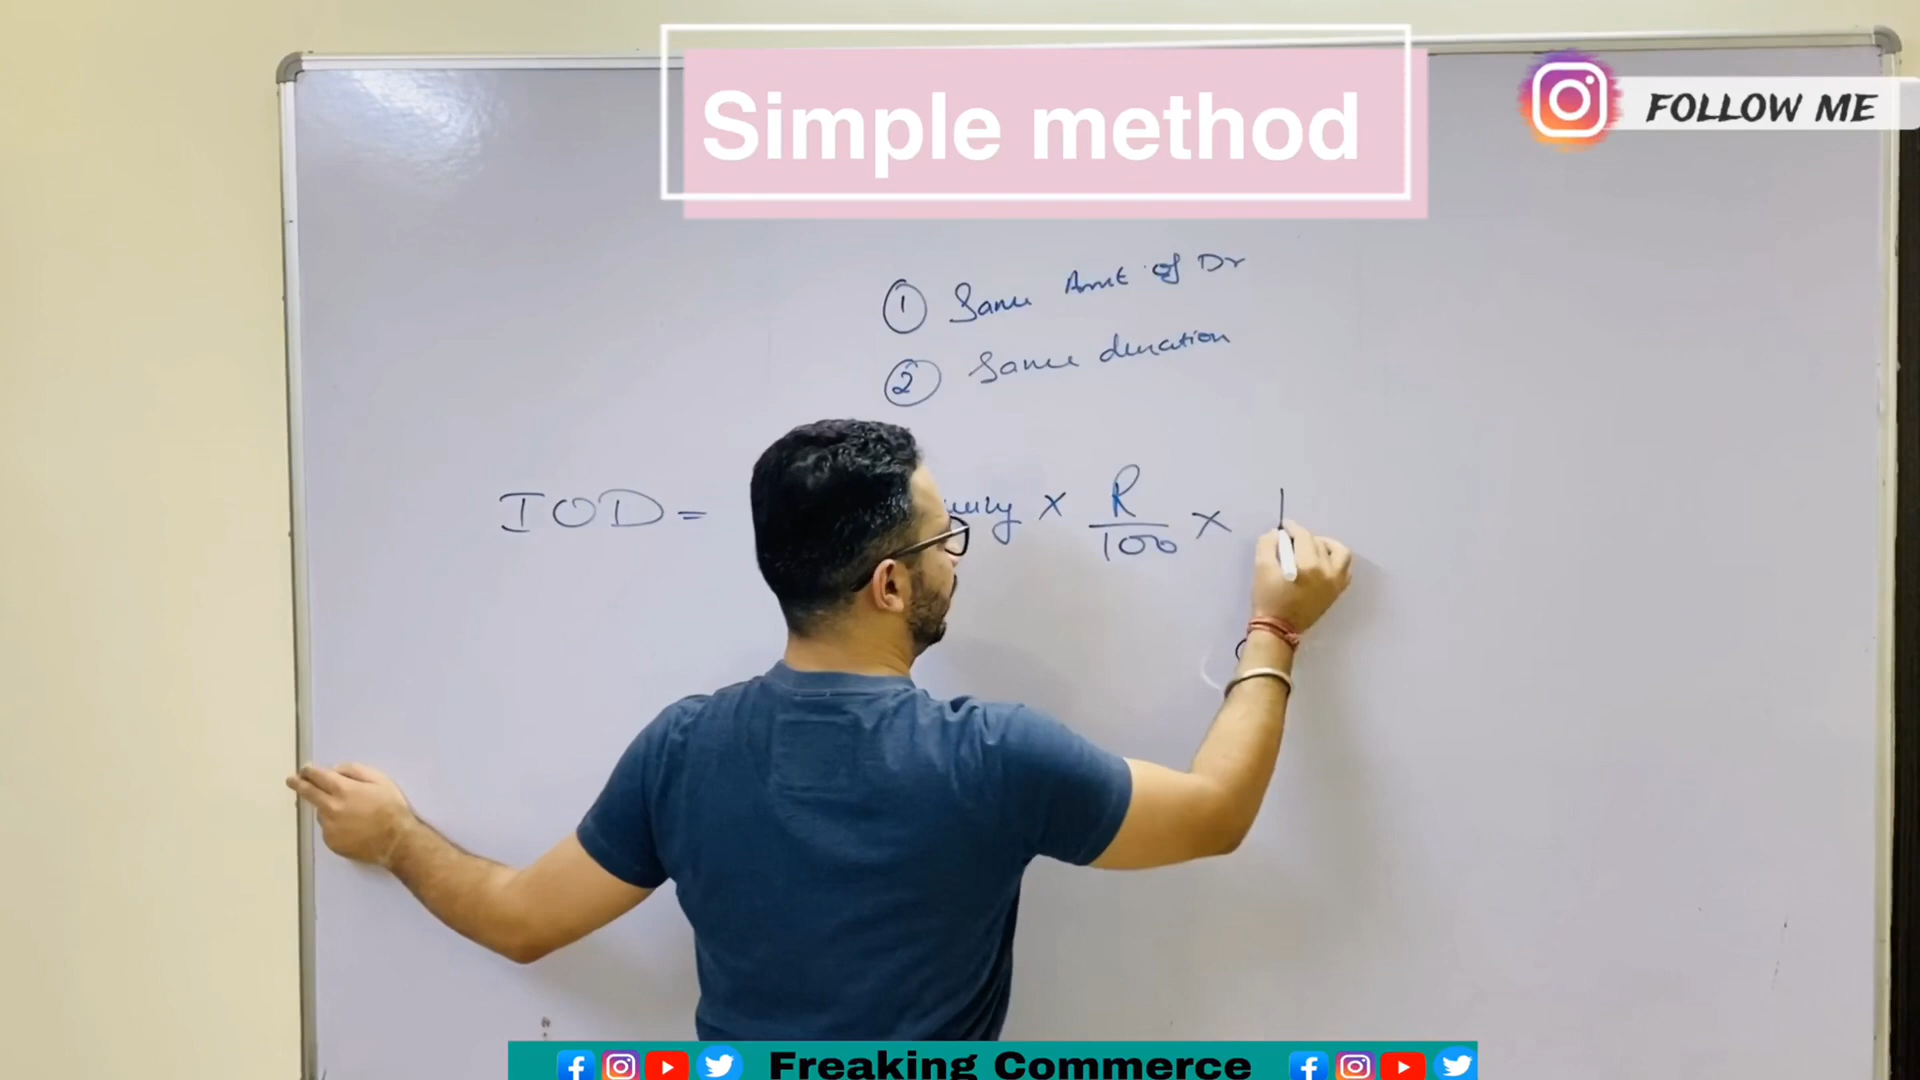 Simple method
FOLLOW ME
① Same Amt of Dr
② Same duration
IOD = × R/100 ×
Freaking Commerce